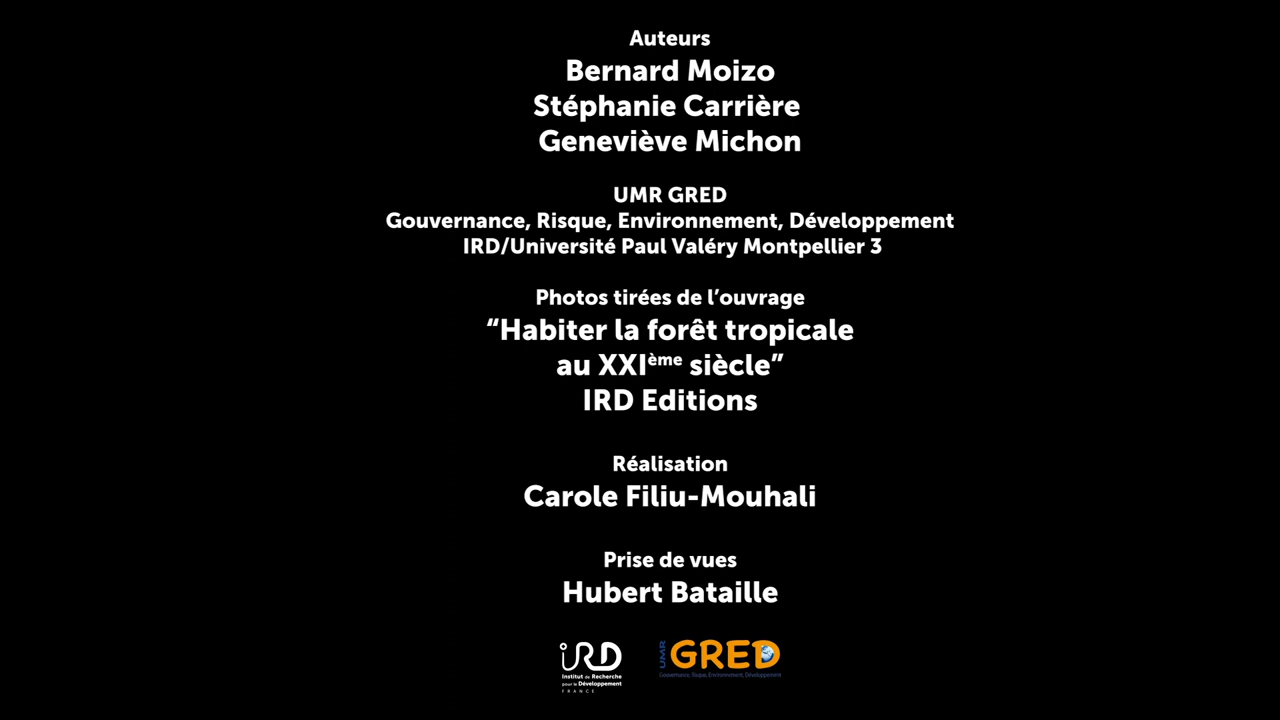 Auteurs
Bernard Moizo
Stéphanie Carrière
Geneviève Michon
UMR GRED
Gouvernance, Risque, Environnement, Développement
IRD/Université Paul Valéry Montpellier 3
Photos tirées de l’ouvrage
“Habiter la forêt tropicale
au XXIème siècle”
IRD Editions
Réalisation
Carole Filiu-Mouhali
Prise de vues
Hubert Bataille
IRD
Institut de Recherche
pour le Développement
FRANCE
UMR GRED
Gouvernance, Risque, Environnement, Développement